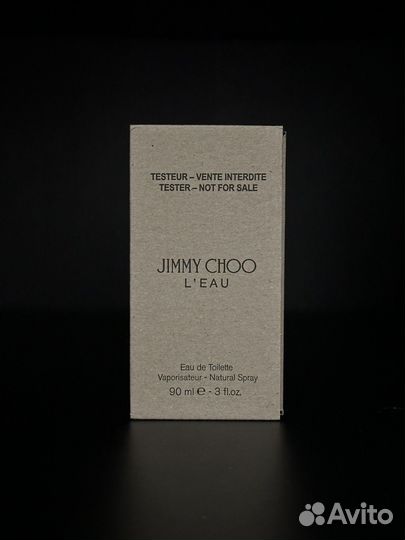 TESTEUR – VENTE INTERDITE
TESTER – NOT FOR SALE
JIMMY CHOO
L'EAU
Eau de Toilette
Vaporisateur - Natural Spray
90 ml ℮ - 3 fl.oz.
Avito